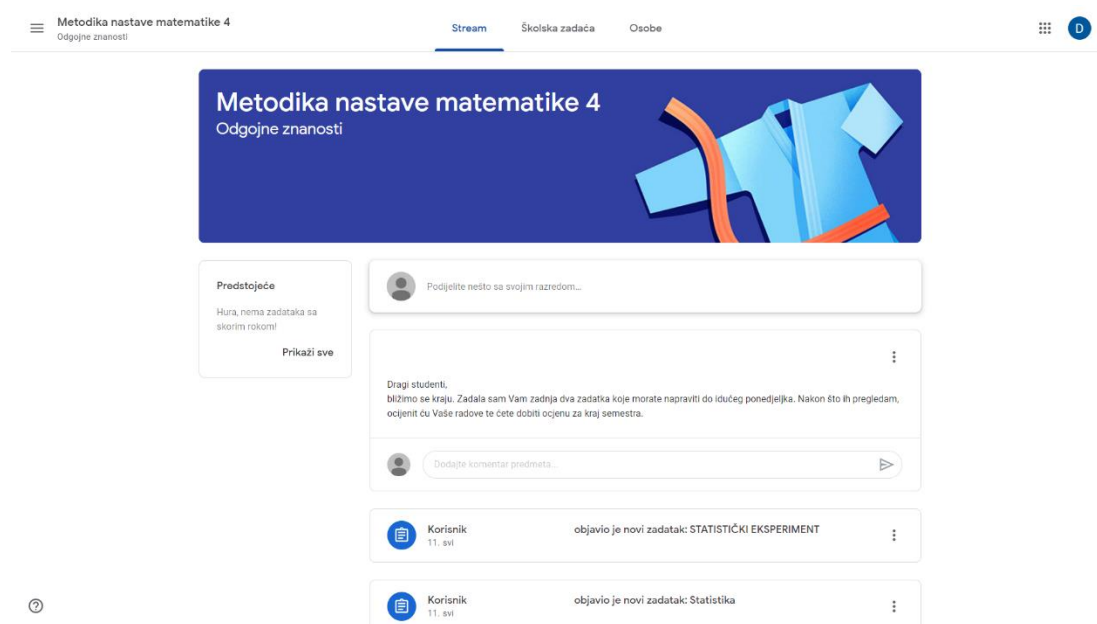 Metodika nastave matematike 4
Odgojne znanosti
Stream
Školska zadaća
Osobe
D
Metodika nastave matematike 4
Odgojne znanosti
Predstojeće
Hura, nema zadataka sa
skorim rokom!
Prikaži sve
Podijelite nešto sa svojim razredom...
Dragi studenti,
bližimo se kraju. Zadala sam Vam zadnja dva zadatka koje morate napraviti do idućeg ponedjeljka. Nakon što ih pregledam,
ocijenit ću Vaše radove te ćete dobiti ocjenu za kraj semestra.
Dodajte komentar predmeta...
Korisnik objavio je novi zadatak: STATISTIČKI EKSPERIMENT
11. svi
Korisnik objavio je novi zadatak: Statistika
11. svi